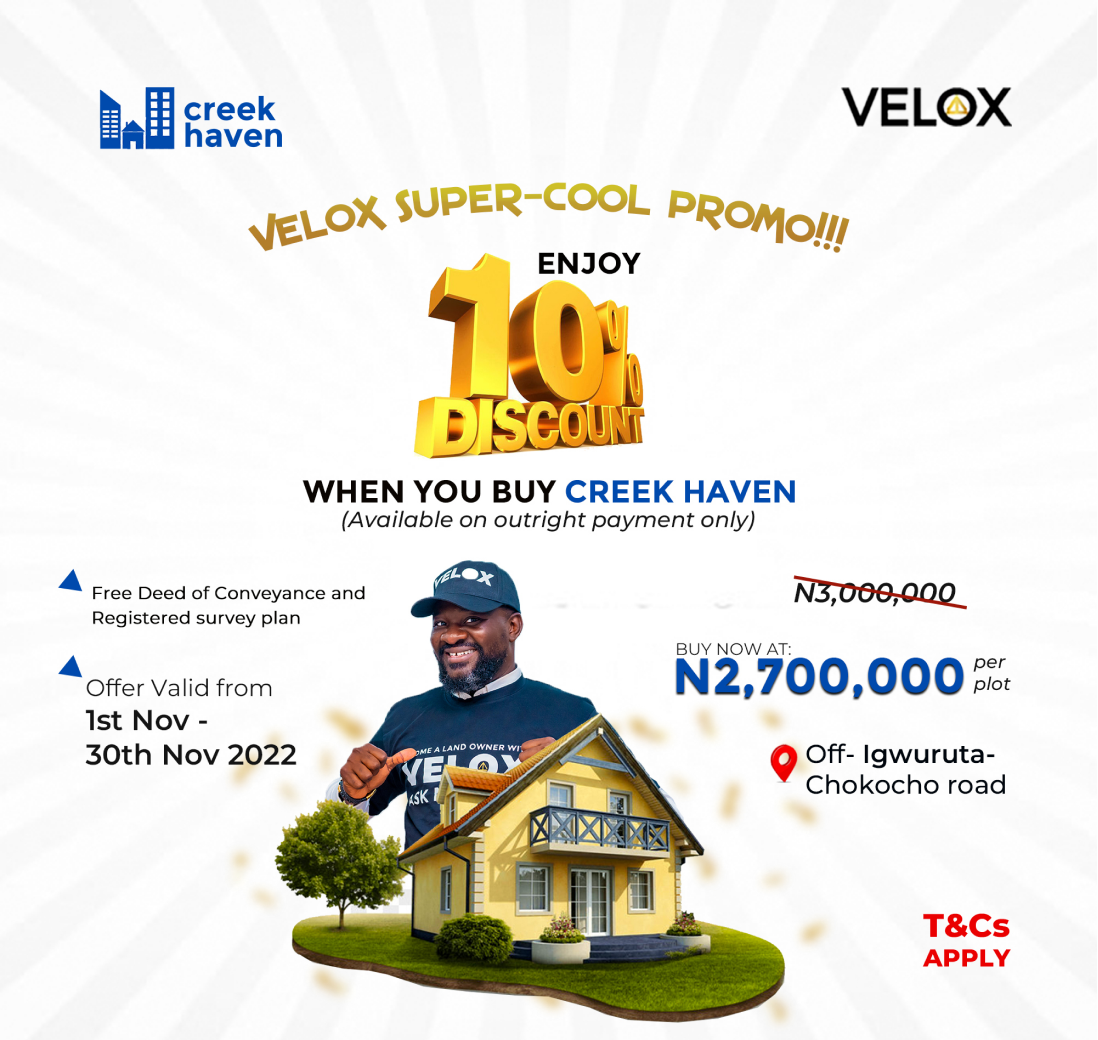 creek
haven
VELOX
VELOX SUPER-COOL PROMO!!!
ENJOY
10%
DISCOUNT
WHEN YOU BUY CREEK HAVEN
(Available on outright payment only)
Free Deed of Conveyance and
Registered survey plan
Offer Valid from
1st Nov -
30th Nov 2022
VELOX
A LAND OWNER
VELOX
ASK
N3,000,000
BUY NOW AT:
N2,700,000 per
plot
Off- Igwuruta-
Chokocho road
T&Cs
APPLY